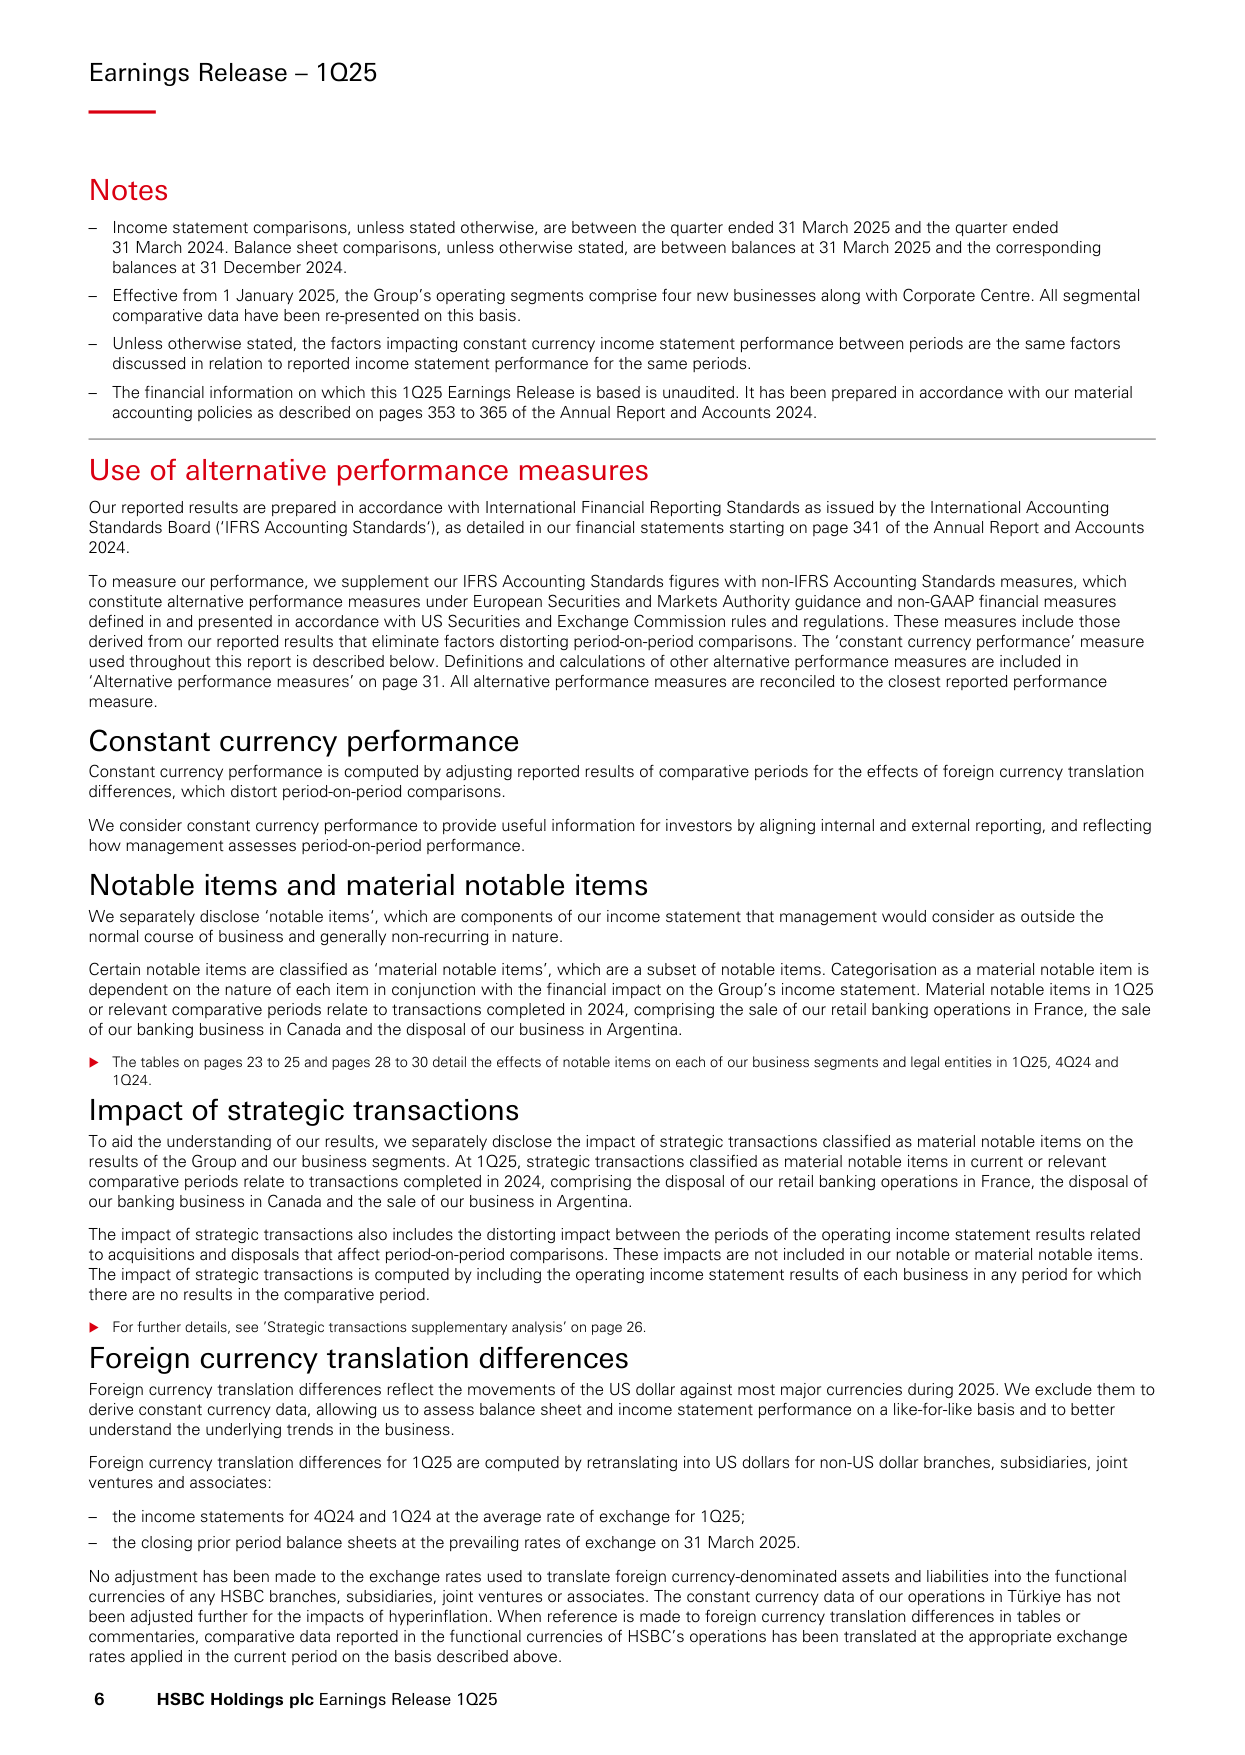 Earnings Release – 1Q25
Notes
– Income statement comparisons, unless stated otherwise, are between the quarter ended 31 March 2025 and the quarter ended
31 March 2024. Balance sheet comparisons, unless otherwise stated, are between balances at 31 March 2025 and the corresponding
balances at 31 December 2024.
– Effective from 1 January 2025, the Group’s operating segments comprise four new businesses along with Corporate Centre. All segmental
comparative data have been re-presented on this basis.
– Unless otherwise stated, the factors impacting constant currency income statement performance between periods are the same factors
discussed in relation to reported income statement performance for the same periods.
– The financial information on which this 1Q25 Earnings Release is based is unaudited. It has been prepared in accordance with our material
accounting policies as described on pages 353 to 365 of the Annual Report and Accounts 2024.
Use of alternative performance measures
Our reported results are prepared in accordance with International Financial Reporting Standards as issued by the International Accounting
Standards Board (‘IFRS Accounting Standards’), as detailed in our financial statements starting on page 341 of the Annual Report and Accounts
2024.
To measure our performance, we supplement our IFRS Accounting Standards figures with non-IFRS Accounting Standards measures, which
constitute alternative performance measures under European Securities and Markets Authority guidance and non-GAAP financial measures
defined in and presented in accordance with US Securities and Exchange Commission rules and regulations. These measures include those
derived from our reported results that eliminate factors distorting period-on-period comparisons. The ‘constant currency performance’ measure
used throughout this report is described below. Definitions and calculations of other alternative performance measures are included in
‘Alternative performance measures’ on page 31. All alternative performance measures are reconciled to the closest reported performance
measure.
Constant currency performance
Constant currency performance is computed by adjusting reported results of comparative periods for the effects of foreign currency translation
differences, which distort period-on-period comparisons.
We consider constant currency performance to provide useful information for investors by aligning internal and external reporting, and reflecting
how management assesses period-on-period performance.
Notable items and material notable items
We separately disclose ‘notable items’, which are components of our income statement that management would consider as outside the
normal course of business and generally non-recurring in nature.
Certain notable items are classified as ‘material notable items’, which are a subset of notable items. Categorisation as a material notable item is
dependent on the nature of each item in conjunction with the financial impact on the Group’s income statement. Material notable items in 1Q25
or relevant comparative periods relate to transactions completed in 2024, comprising the sale of our retail banking operations in France, the sale
of our banking business in Canada and the disposal of our business in Argentina.
▶ The tables on pages 23 to 25 and pages 28 to 30 detail the effects of notable items on each of our business segments and legal entities in 1Q25, 4Q24 and
1Q24.
Impact of strategic transactions
To aid the understanding of our results, we separately disclose the impact of strategic transactions classified as material notable items on the
results of the Group and our business segments. At 1Q25, strategic transactions classified as material notable items in current or relevant
comparative periods relate to transactions completed in 2024, comprising the disposal of our retail banking operations in France, the disposal of
our banking business in Canada and the sale of our business in Argentina.
The impact of strategic transactions also includes the distorting impact between the periods of the operating income statement results related
to acquisitions and disposals that affect period-on-period comparisons. These impacts are not included in our notable or material notable items.
The impact of strategic transactions is computed by including the operating income statement results of each business in any period for which
there are no results in the comparative period.
▶ For further details, see ’Strategic transactions supplementary analysis’ on page 26.
Foreign currency translation differences
Foreign currency translation differences reflect the movements of the US dollar against most major currencies during 2025. We exclude them to
derive constant currency data, allowing us to assess balance sheet and income statement performance on a like-for-like basis and to better
understand the underlying trends in the business.
Foreign currency translation differences for 1Q25 are computed by retranslating into US dollars for non-US dollar branches, subsidiaries, joint
ventures and associates:
– the income statements for 4Q24 and 1Q24 at the average rate of exchange for 1Q25;
– the closing prior period balance sheets at the prevailing rates of exchange on 31 March 2025.
No adjustment has been made to the exchange rates used to translate foreign currency-denominated assets and liabilities into the functional
currencies of any HSBC branches, subsidiaries, joint ventures or associates. The constant currency data of our operations in Türkiye has not
been adjusted further for the impacts of hyperinflation. When reference is made to foreign currency translation differences in tables or
commentaries, comparative data reported in the functional currencies of HSBC’s operations has been translated at the appropriate exchange
rates applied in the current period on the basis described above.
6 HSBC Holdings plc Earnings Release 1Q25